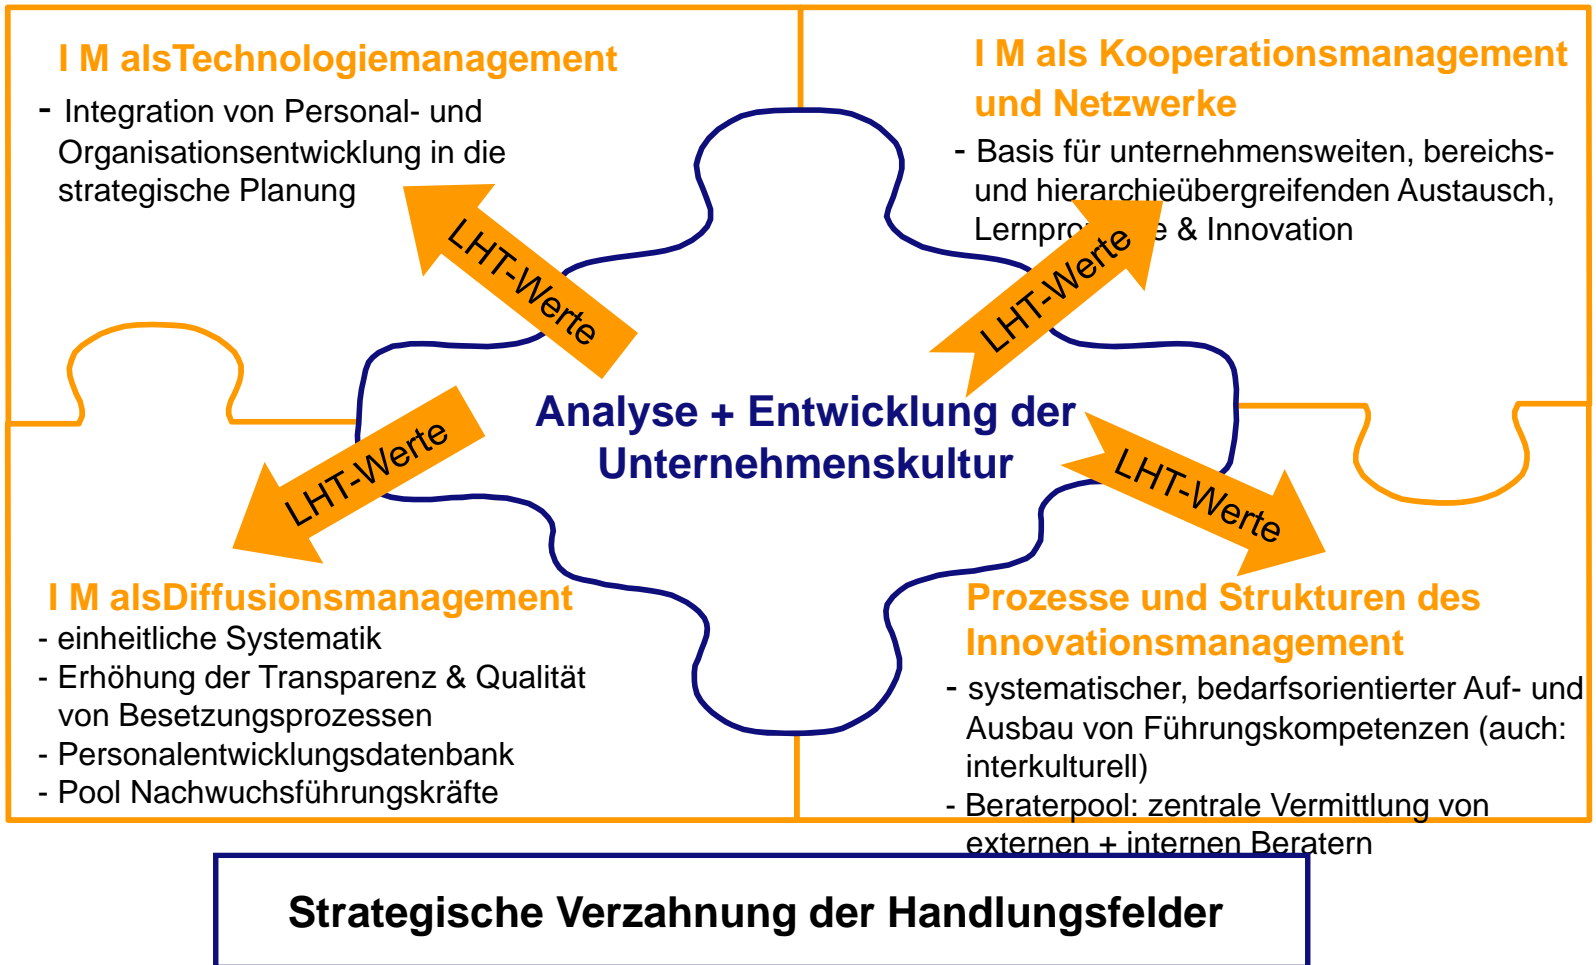 I M alsTechnologiemanagement
- Integration von Personal- und
Organisationsentwicklung in die
strategische Planung
I M als Kooperationsmanagement
und Netzwerke
- Basis für unternehmensweiten, bereichs-
und hierarchieübergreifenden Austausch,
& Innovation
LHT-Werte
LHT-Werte
Analyse + Entwicklung der
Unternehmenskultur
LHT-Werte
LHT-Werte
I M alsDiffusionsmanagement
- einheitliche Systematik
- Erhöhung der Transparenz & Qualität
von Besetzungsprozessen
- Personalentwicklungsdatenbank
- Pool Nachwuchsführungskräfte
Prozesse und Strukturen des
Innovationsmanagement
- systematischer, bedarfsorientierter Auf- und
Ausbau von Führungskompetenzen (auch:
interkulturell)
- Beraterpool: zentrale Vermittlung von
externen + internen Beratern
Strategische Verzahnung der Handlungsfelder